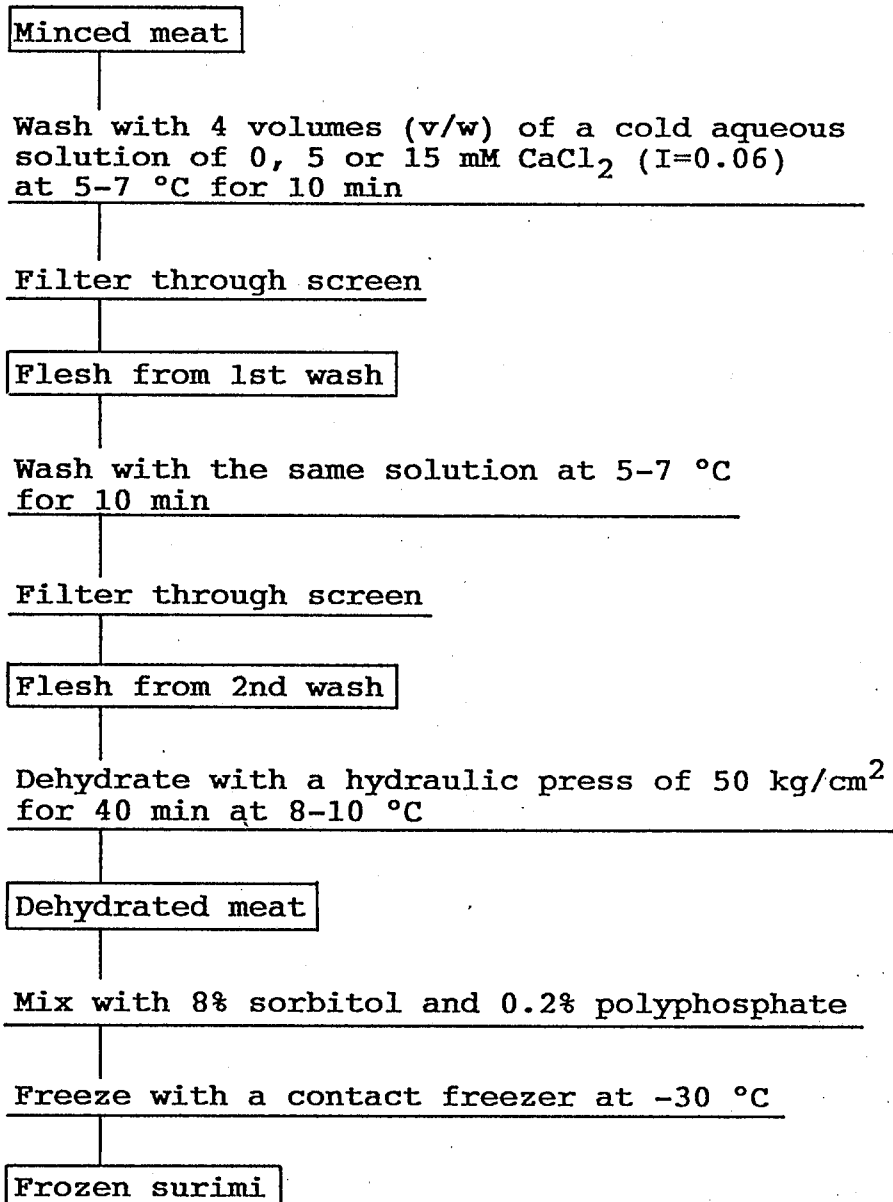 Minced meat
Wash with 4 volumes (v/w) of a cold aqueous
solution of 0, 5 or 15 mM CaCl₂ (I=0.06)
at 5-7 °C for 10 min
Filter through screen
Flesh from 1st wash
Wash with the same solution at 5-7 °C
for 10 min
Filter through screen
Flesh from 2nd wash
Dehydrate with a hydraulic press of 50 kg/cm²
for 40 min at 8-10 °C
Dehydrated meat
Mix with 8% sorbitol and 0.2% polyphosphate
Freeze with a contact freezer at -30 °C
Frozen surimi